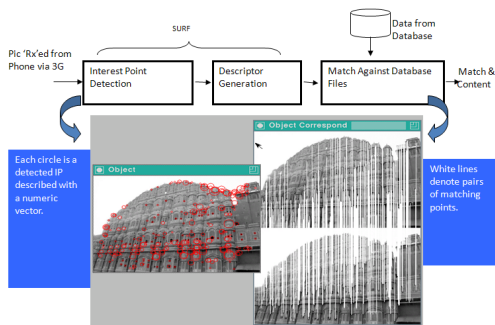 SURF
Data from
Database
Pic ‘Rx’ed from
Phone via 3G
Interest Point
Detection
Descriptor
Generation
Match Against Database
Files
Match &
Content
Each circle is a
detected IP
described with
a numeric
vector.
Object
Object Correspond
White lines
denote pairs
of matching
points.